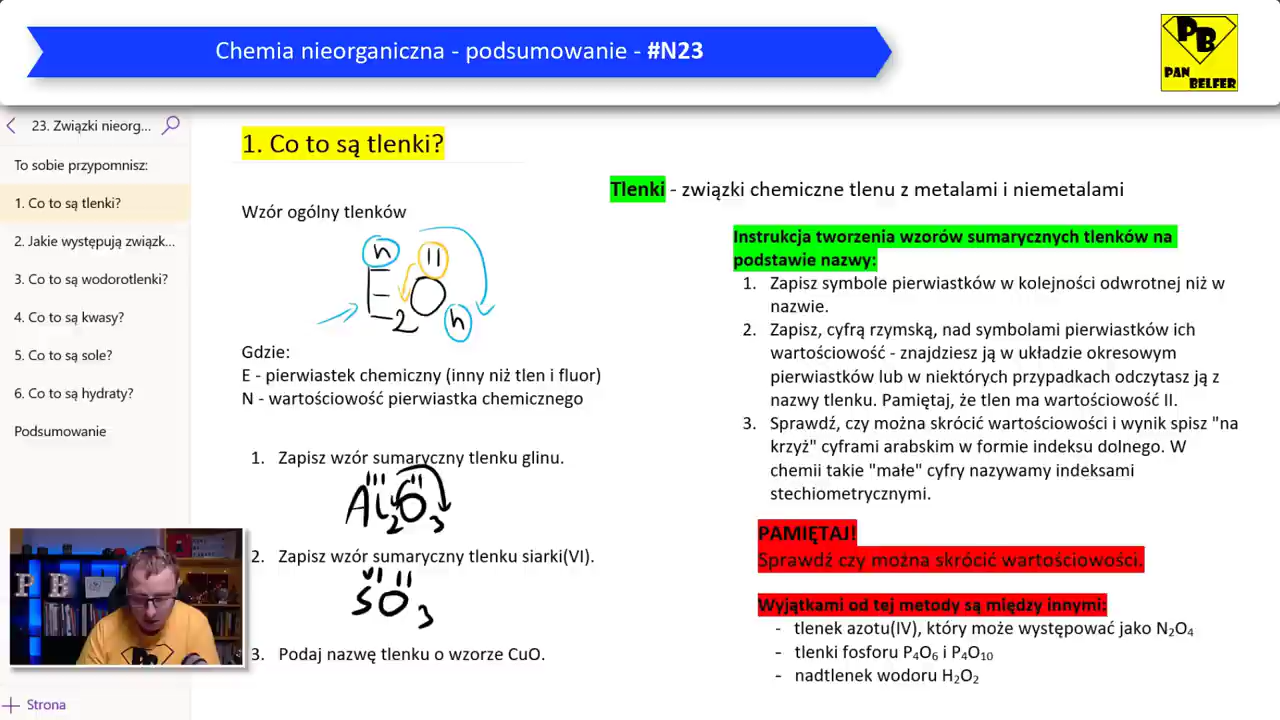 Chemia nieorganiczna - podsumowanie - #N23
PB
PAN
BELFER
23. Związki nieorg...
To sobie przypomnisz:
1. Co to są tlenki?
2. Jakie występują związk...
3. Co to są wodorotlenki?
4. Co to są kwasy?
5. Co to są sole?
6. Co to są hydraty?
Podsumowanie
Strona
1. Co to są tlenki?
Wzór ogólny tlenków
n II
E₂Oₙ
Gdzie:
E - pierwiastek chemiczny (inny niż tlen i fluor)
N - wartościowość pierwiastka chemicznego
1. Zapisz wzór sumaryczny tlenku glinu.
III II
Al₂O₃
2. Zapisz wzór sumaryczny tlenku siarki(VI).
VI II
SO₃
3. Podaj nazwę tlenku o wzorze CuO.
Tlenki - związki chemiczne tlenu z metalami i niemetalami
Instrukcja tworzenia wzorów sumarycznych tlenków na
podstawie nazwy:
1. Zapisz symbole pierwiastków w kolejności odwrotnej niż w
nazwie.
2. Zapisz, cyfrą rzymską, nad symbolami pierwiastków ich
wartościowość - znajdziesz ją w układzie okresowym
pierwiastków lub w niektórych przypadkach odczytasz ją z
nazwy tlenku. Pamiętaj, że tlen ma wartościowość II.
3. Sprawdź, czy można skrócić wartościowości i wynik spisz "na
krzyż" cyframi arabskim w formie indeksu dolnego. W
chemii takie "małe" cyfry nazywamy indeksami
stechiometrycznymi.
PAMIĘTAJ!
Sprawdź czy można skrócić wartościowości.
Wyjątkami od tej metody są między innymi:
- tlenek azotu(IV), który może występować jako N₂O₄
- tlenki fosforu P₄O₆ i P₄O₁₀
- nadtlenek wodoru H₂O₂
P B
PB